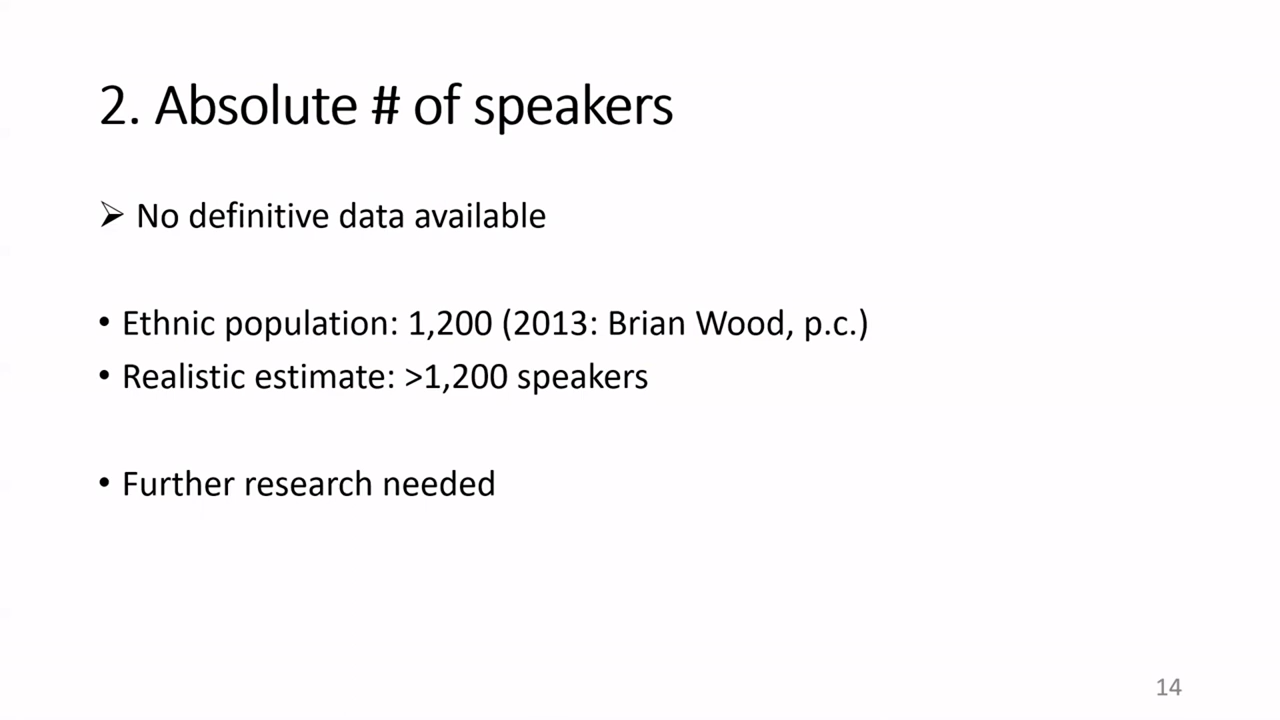 2. Absolute # of speakers
➢ No definitive data available
• Ethnic population: 1,200 (2013: Brian Wood, p.c.)
• Realistic estimate: >1,200 speakers
• Further research needed
14